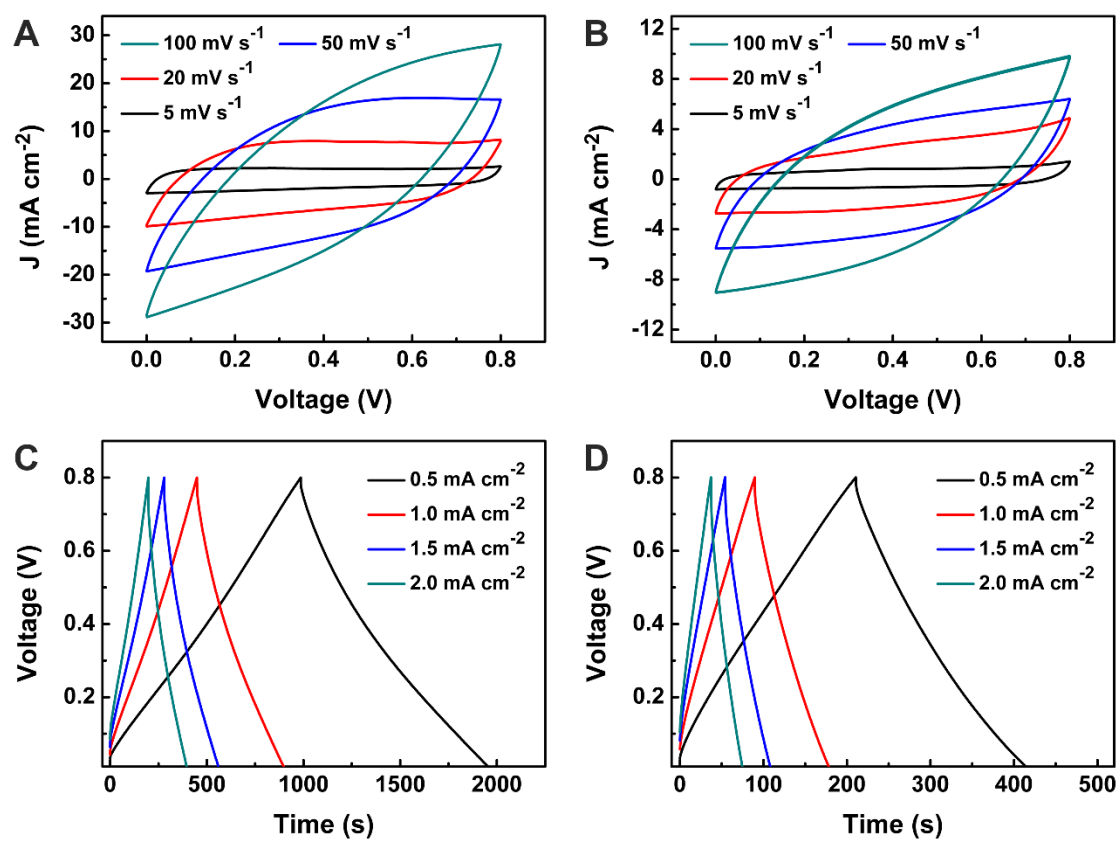 A
100 mV s⁻¹ 50 mV s⁻¹
20 mV s⁻¹
5 mV s⁻¹
30
20
10
0
-10
-20
-30
J (mA cm⁻²)
0.0 0.2 0.4 0.6 0.8
Voltage (V)
B
100 mV s⁻¹ 50 mV s⁻¹
20 mV s⁻¹
5 mV s⁻¹
12
8
4
0
-4
-8
-12
J (mA cm⁻²)
0.0 0.2 0.4 0.6 0.8
Voltage (V)
C
0.5 mA cm⁻²
1.0 mA cm⁻²
1.5 mA cm⁻²
2.0 mA cm⁻²
0.8
0.6
0.4
0.2
Voltage (V)
0 500 1000 1500 2000
Time (s)
D
0.5 mA cm⁻²
1.0 mA cm⁻²
1.5 mA cm⁻²
2.0 mA cm⁻²
0.8
0.6
0.4
0.2
Voltage (V)
0 100 200 300 400 500
Time (s)